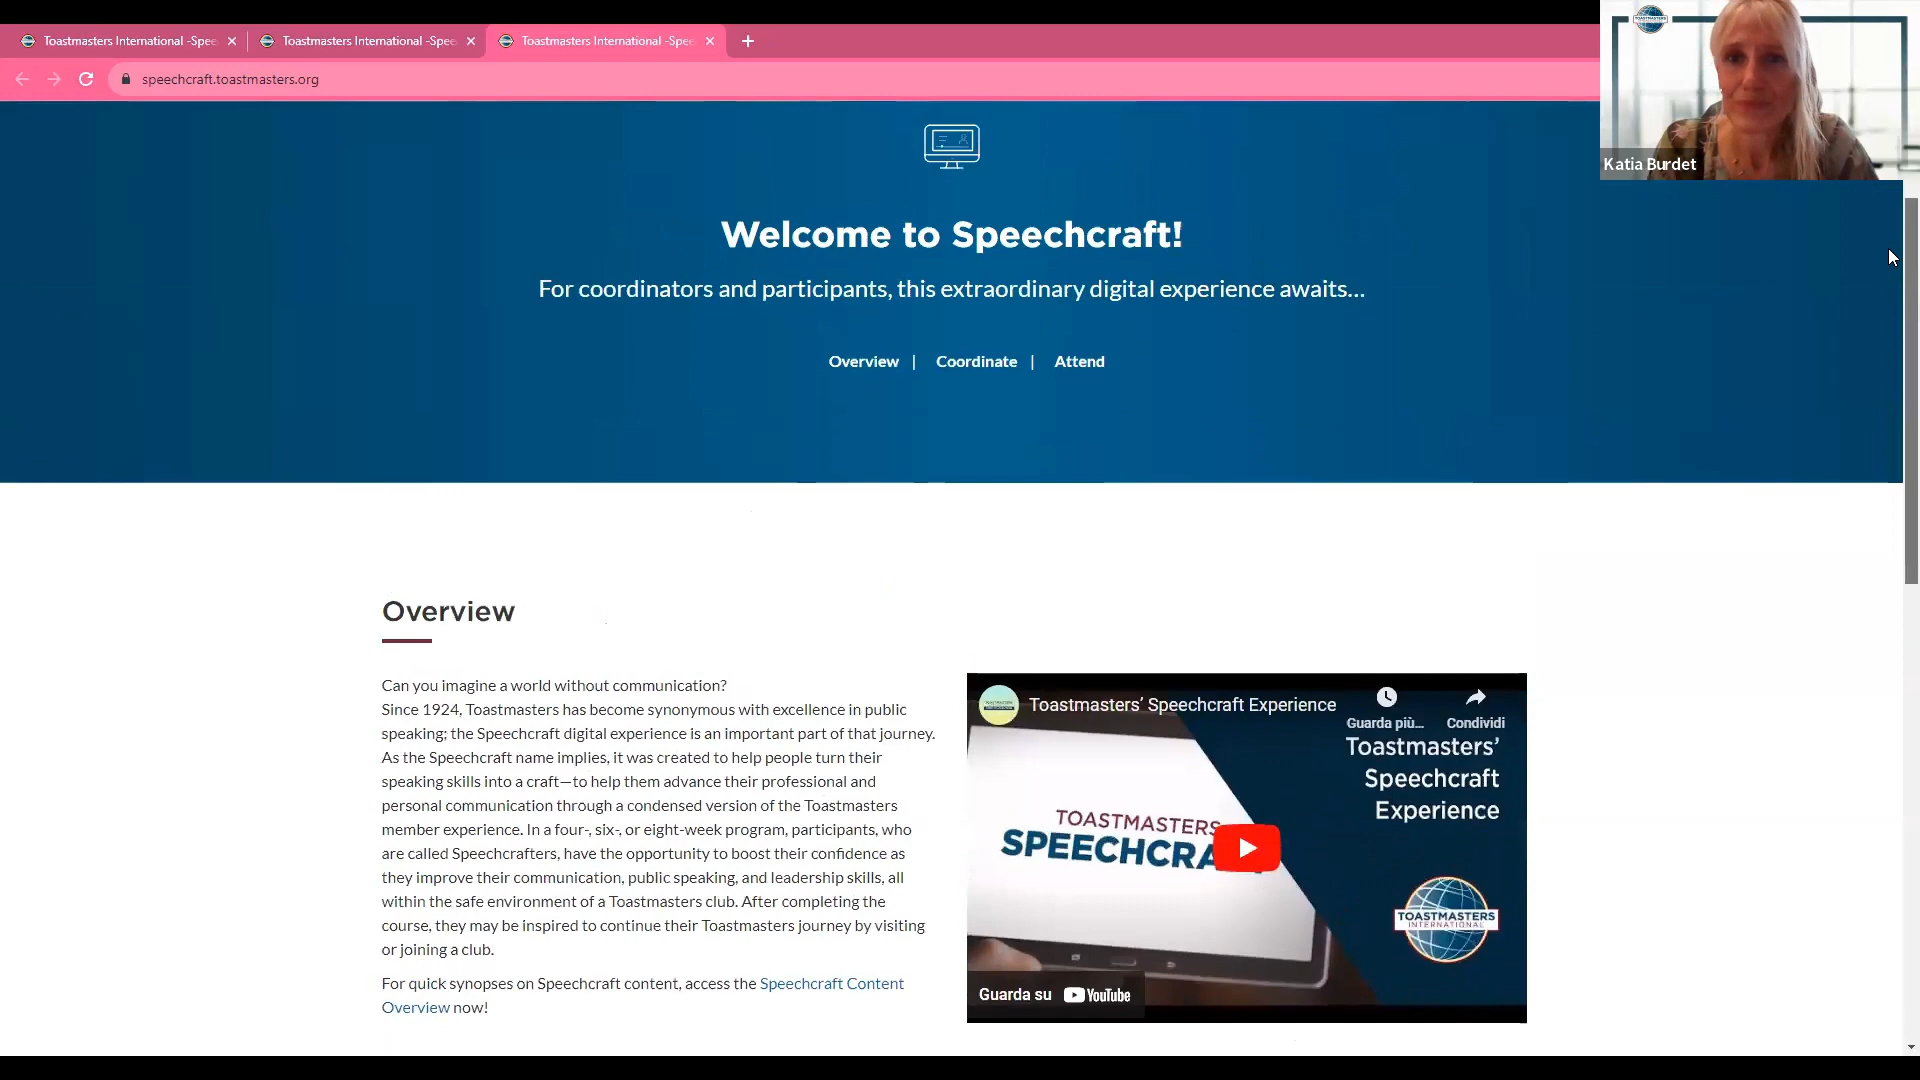 Toastmasters International -Spee
Toastmasters International -Spee
Toastmasters International -Spee
speechcraft.toastmasters.org
Katia Burdet
Welcome to Speechcraft!
For coordinators and participants, this extraordinary digital experience awaits...
Overview | Coordinate | Attend
Overview
Can you imagine a world without communication?
Since 1924, Toastmasters has become synonymous with excellence in public
speaking; the Speechcraft digital experience is an important part of that journey.
As the Speechcraft name implies, it was created to help people turn their
speaking skills into a craft—to help them advance their professional and
personal communication through a condensed version of the Toastmasters
member experience. In a four-, six-, or eight-week program, participants, who
are called Speechcrafters, have the opportunity to boost their confidence as
they improve their communication, public speaking, and leadership skills, all
within the safe environment of a Toastmasters club. After completing the
course, they may be inspired to continue their Toastmasters journey by visiting
or joining a club.
For quick synopses on Speechcraft content, access the Speechcraft Content
Overview now!
Toastmasters' Speechcraft Experience
Guarda più...
Condividi
Toastmasters'
Speechcraft
Experience
TOASTMASTERS
SPEECHCRA
TOASTMASTERS
INTERNATIONAL
Guarda su YouTube